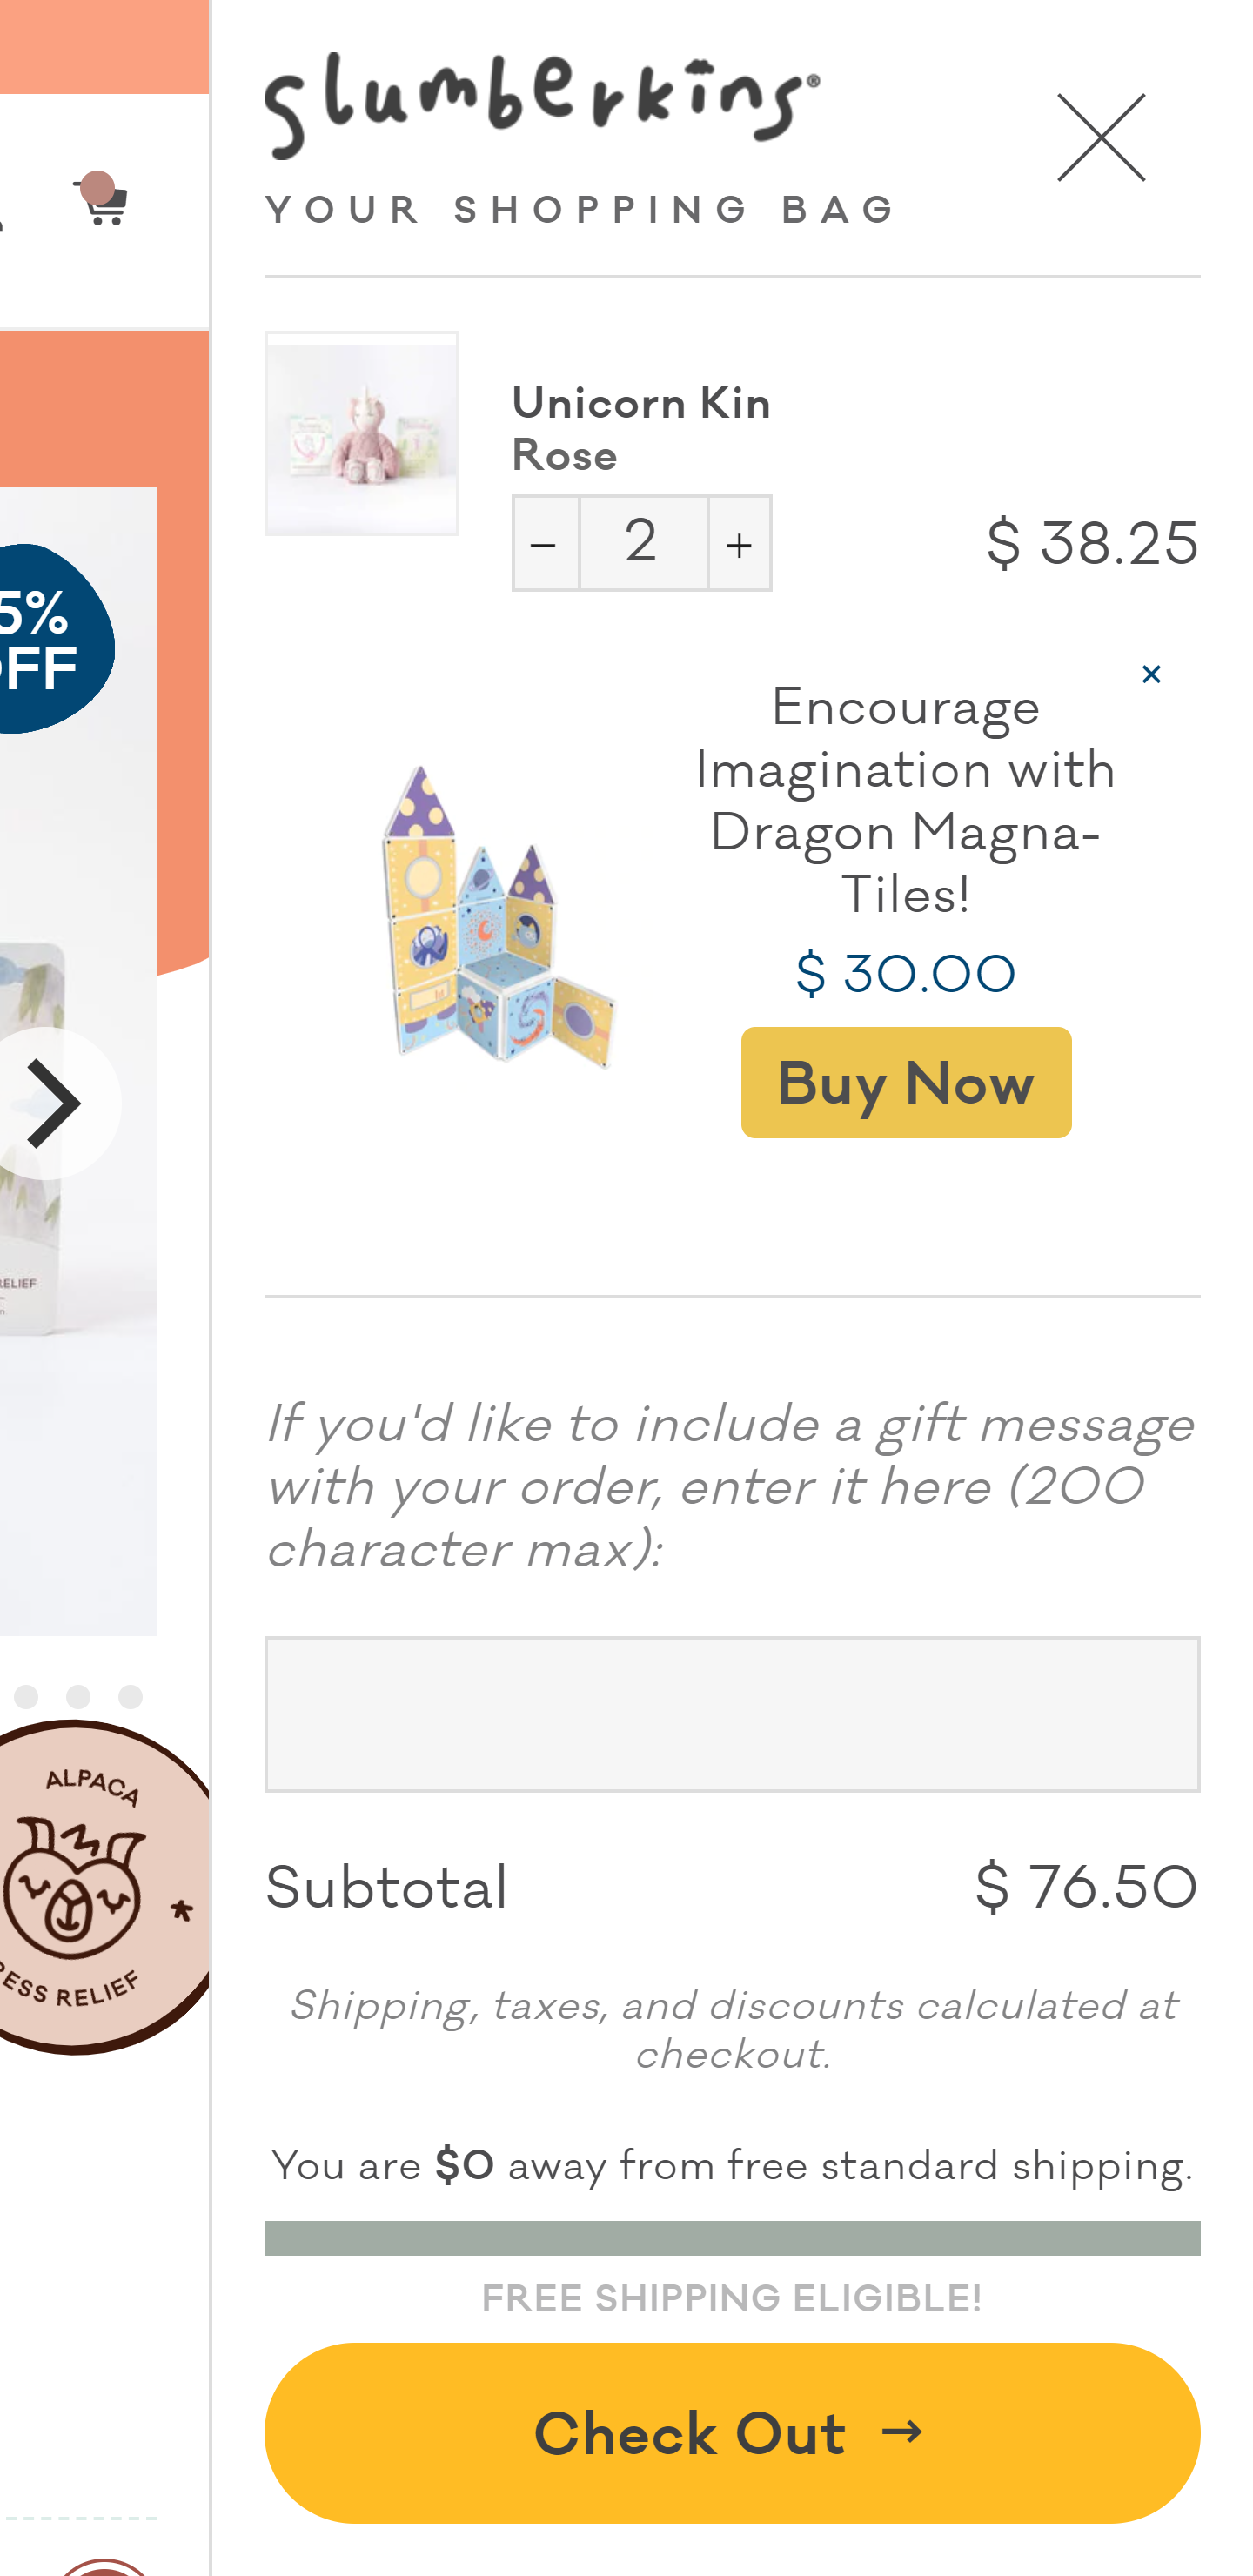 slumberkins®
YOUR SHOPPING BAG
Unicorn Kin
Rose
− 2 +
$ 38.25
5%
OFF
×
Encourage
Imagination with
Dragon Magna-
Tiles!
$ 30.00
Buy Now
RELIEF
If you'd like to include a gift message
with your order, enter it here (200
character max):
ALPACA
RESS RELIEF
Subtotal
$ 76.50
Shipping, taxes, and discounts calculated at
checkout.
You are $0 away from free standard shipping.
FREE SHIPPING ELIGIBLE!
Check Out →